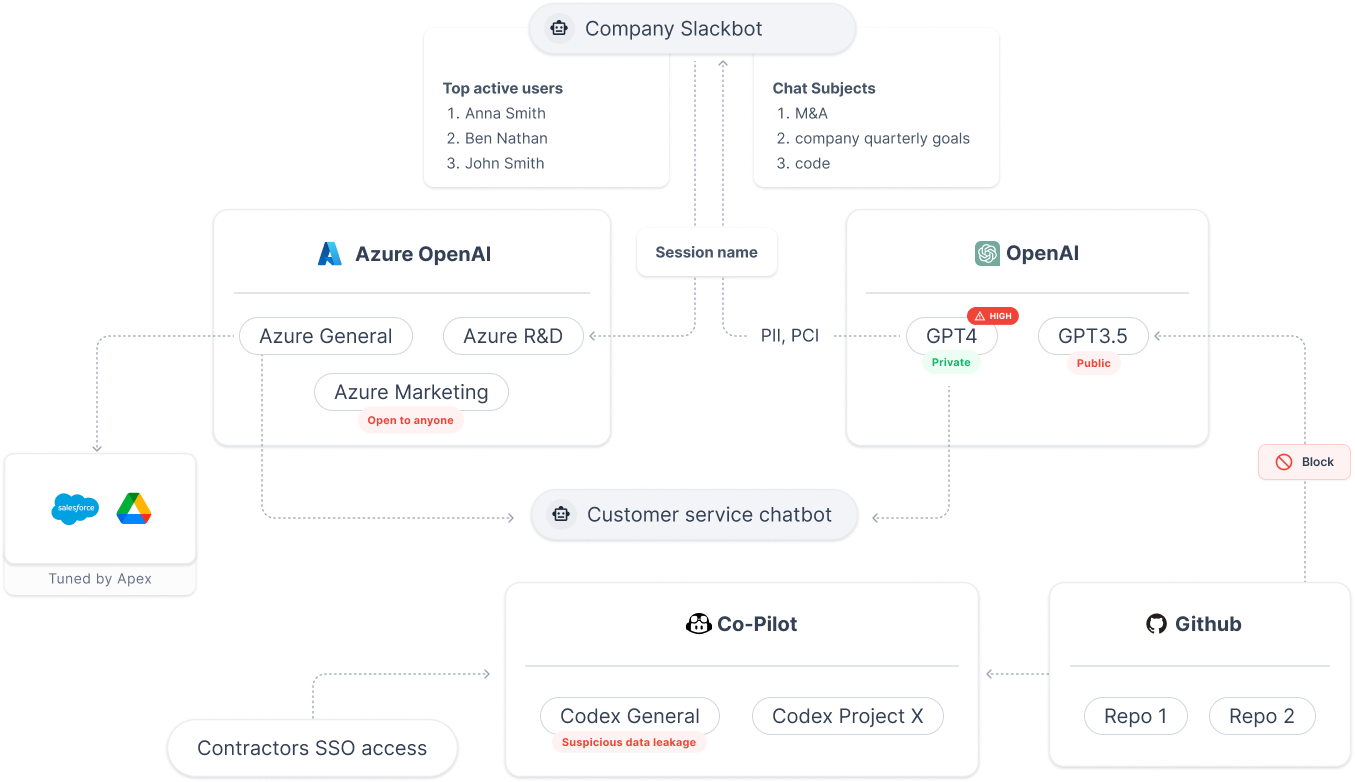 Company Slackbot
Top active users
1. Anna Smith
2. Ben Nathan
3. John Smith
Chat Subjects
1. M&A
2. company quarterly goals
3. code
Azure OpenAI
Session name
OpenAI
Azure General
Azure R&D
PII, PCI
HIGH
GPT4
Private
GPT3.5
Public
Azure Marketing
Open to anyone
Block
salesforce
Tuned by Apex
Customer service chatbot
Co-Pilot
Github
Codex General
Suspicious data leakage
Codex Project X
Repo 1
Repo 2
Contractors SSO access